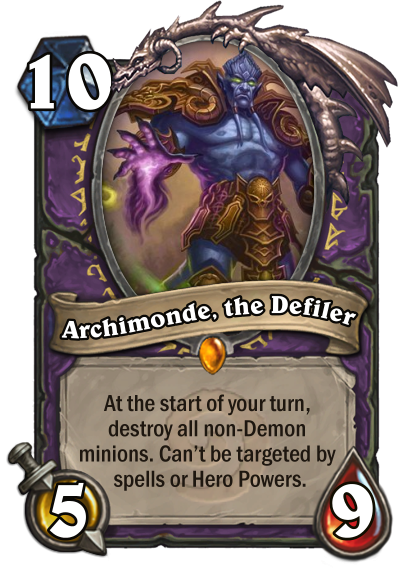 10
Archimonde, the Defiler
At the start of your turn,
destroy all non-Demon
minions. Can't be targeted by
spells or Hero Powers.
5
9